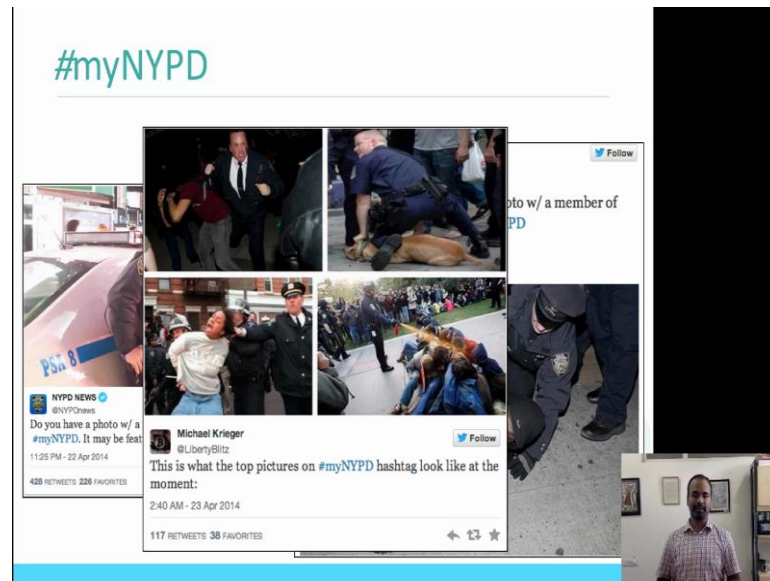 #myNYPD
Follow
to w/ a member of
PD
PSA 8
NYPD NEWS
@NYPDnews
Do you have a photo w/ a
#myNYPD. It may be feat
11:25 PM - 22 Apr 2014
428 RETWEETS 226 FAVORITES
Michael Krieger
@LibertyBlitz
Follow
This is what the top pictures on #myNYPD hashtag look like at the
moment:
2:40 AM - 23 Apr 2014
117 RETWEETS 38 FAVORITES